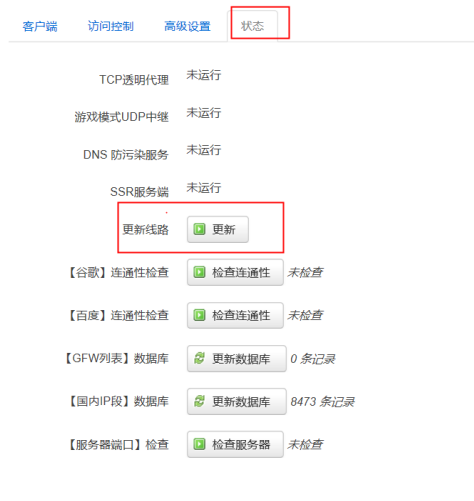 客户端 访问控制 高级设置 状态
TCP透明代理 未运行
游戏模式UDP中继 未运行
DNS 防污染服务 未运行
SSR服务端 未运行
更新线路 更新
【谷歌】连通性检查 检查连通性 未检查
【百度】连通性检查 检查连通性 未检查
【GFW列表】数据库 更新数据库 0 条记录
【国内IP段】数据库 更新数据库 8473 条记录
【服务器端口】检查 检查服务器 未检查